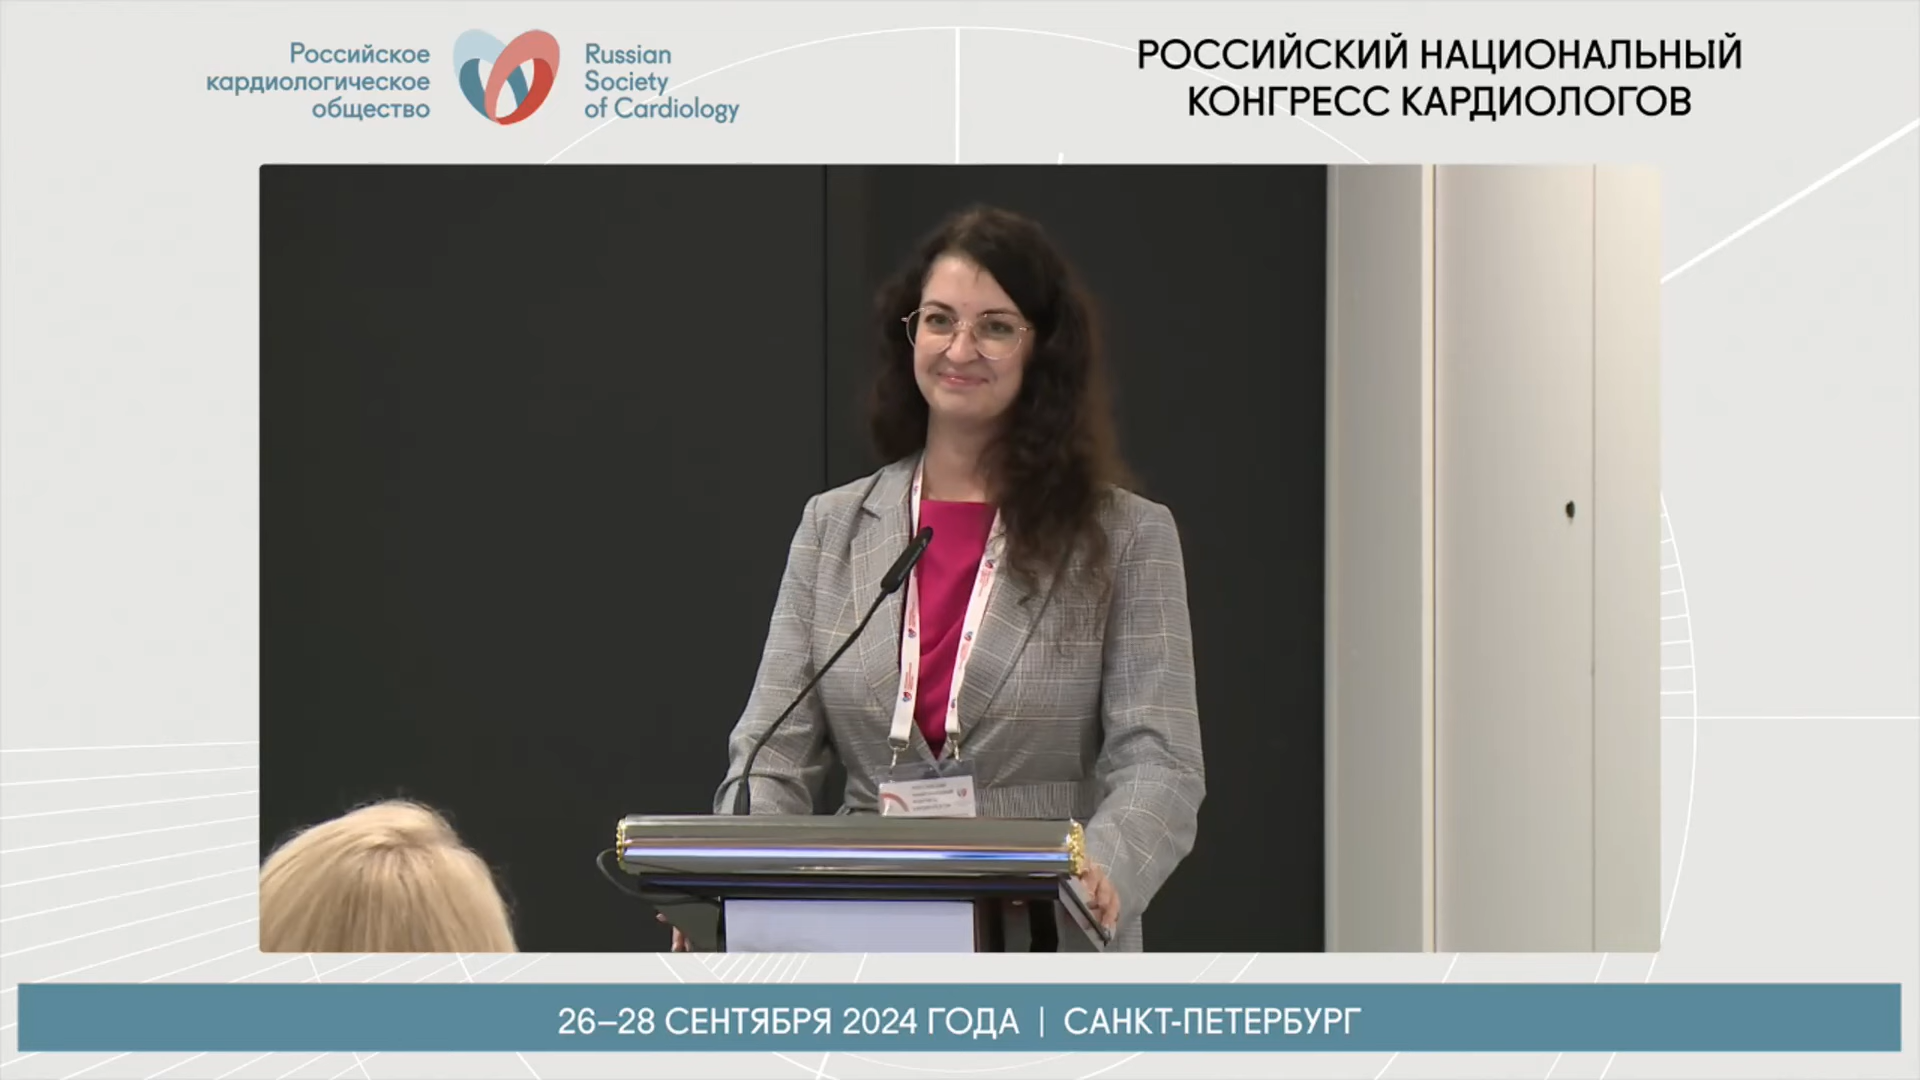 Российское
кардиологическое
общество
Russian
Society
of Cardiology
РОССИЙСКИЙ НАЦИОНАЛЬНЫЙ
КОНГРЕСС КАРДИОЛОГОВ
26–28 СЕНТЯБРЯ 2024 ГОДА | САНКТ-ПЕТЕРБУРГ